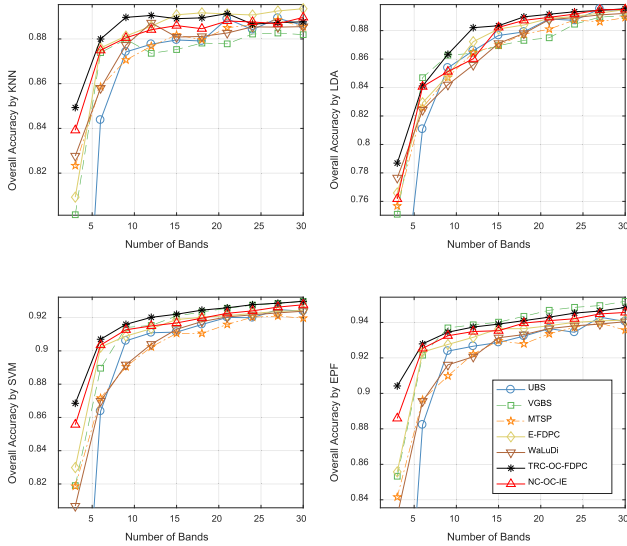 0.88
0.86
0.84
0.82
Overall Accuracy by KNN
5 10 15 20 25 30
Number of Bands
0.88
0.86
0.84
0.82
0.8
0.78
0.76
Overall Accuracy by LDA
5 10 15 20 25 30
Number of Bands
0.92
0.9
0.88
0.86
0.84
0.82
Overall Accuracy by SVM
5 10 15 20 25 30
Number of Bands
0.94
0.92
0.9
0.88
0.86
0.84
Overall Accuracy by EPF
5 10 15 20 25 30
Number of Bands
UBS
VGBS
MTSP
E-FDPC
WaLuDi
TRC-OC-FDPC
NC-OC-IE